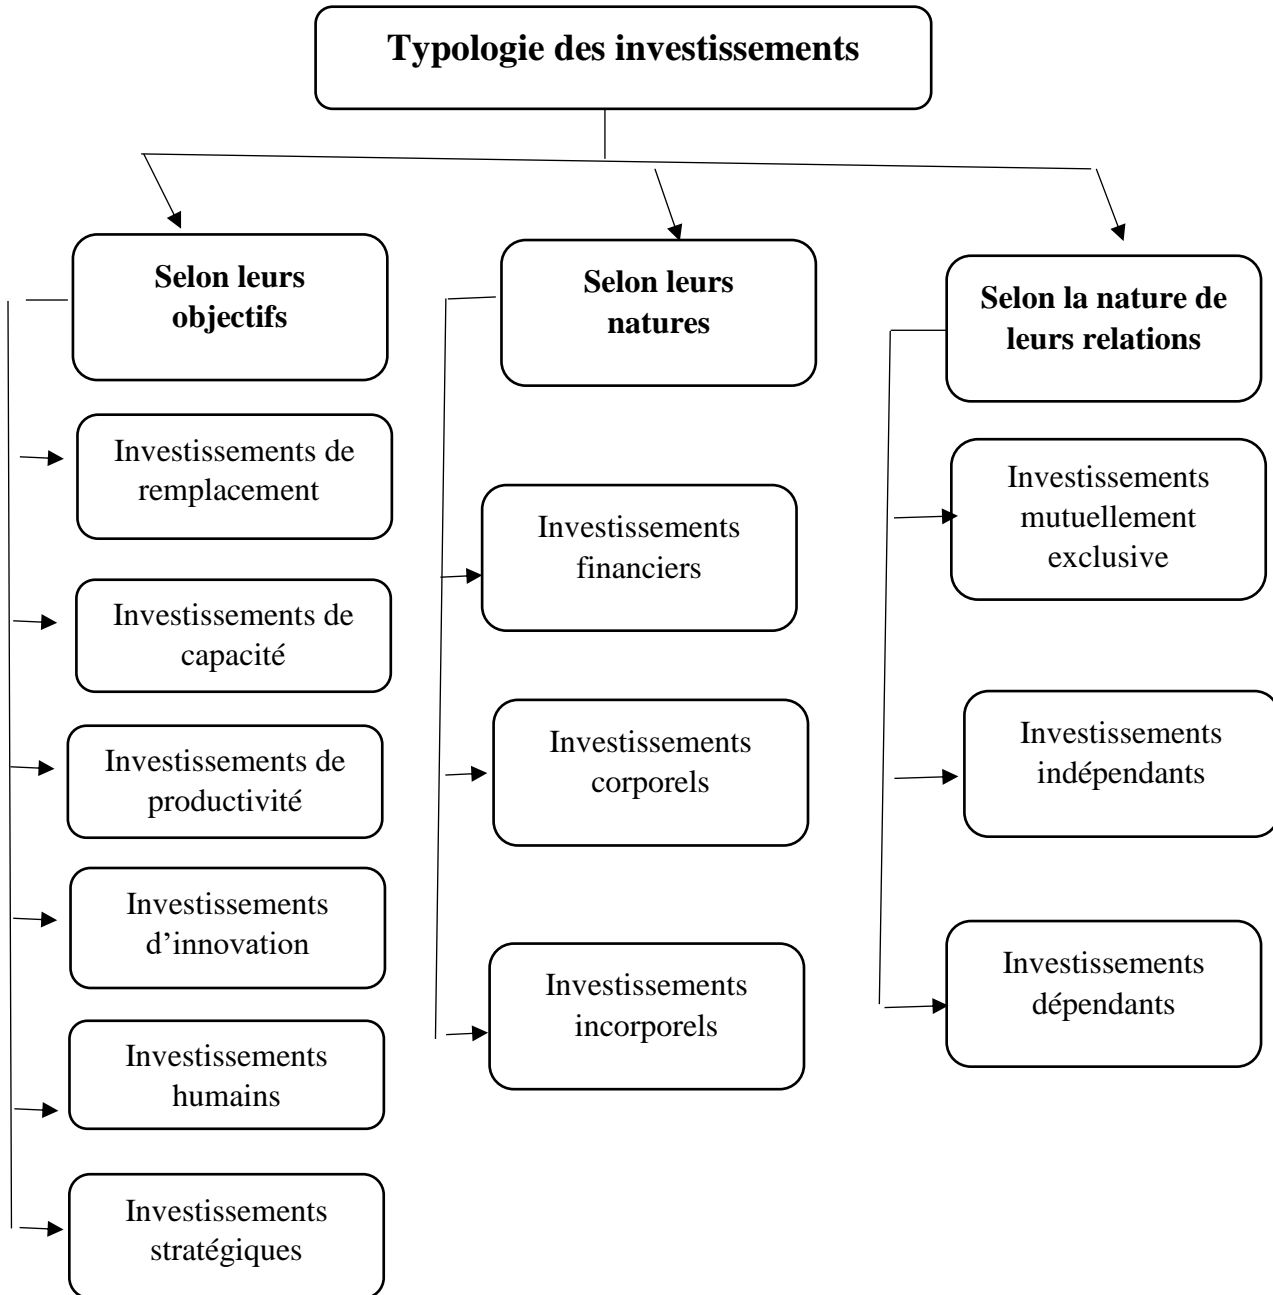 Typologie des investissements
Selon leurs
objectifs
Investissements de
remplacement
Investissements de
capacité
Investissements de
productivité
Investissements
d’innovation
Investissements
humains
Investissements
stratégiques
Selon leurs
natures
Investissements
financiers
Investissements
corporels
Investissements
incorporels
Selon la nature de
leurs relations
Investissements
mutuellement
exclusive
Investissements
indépendants
Investissements
dépendants